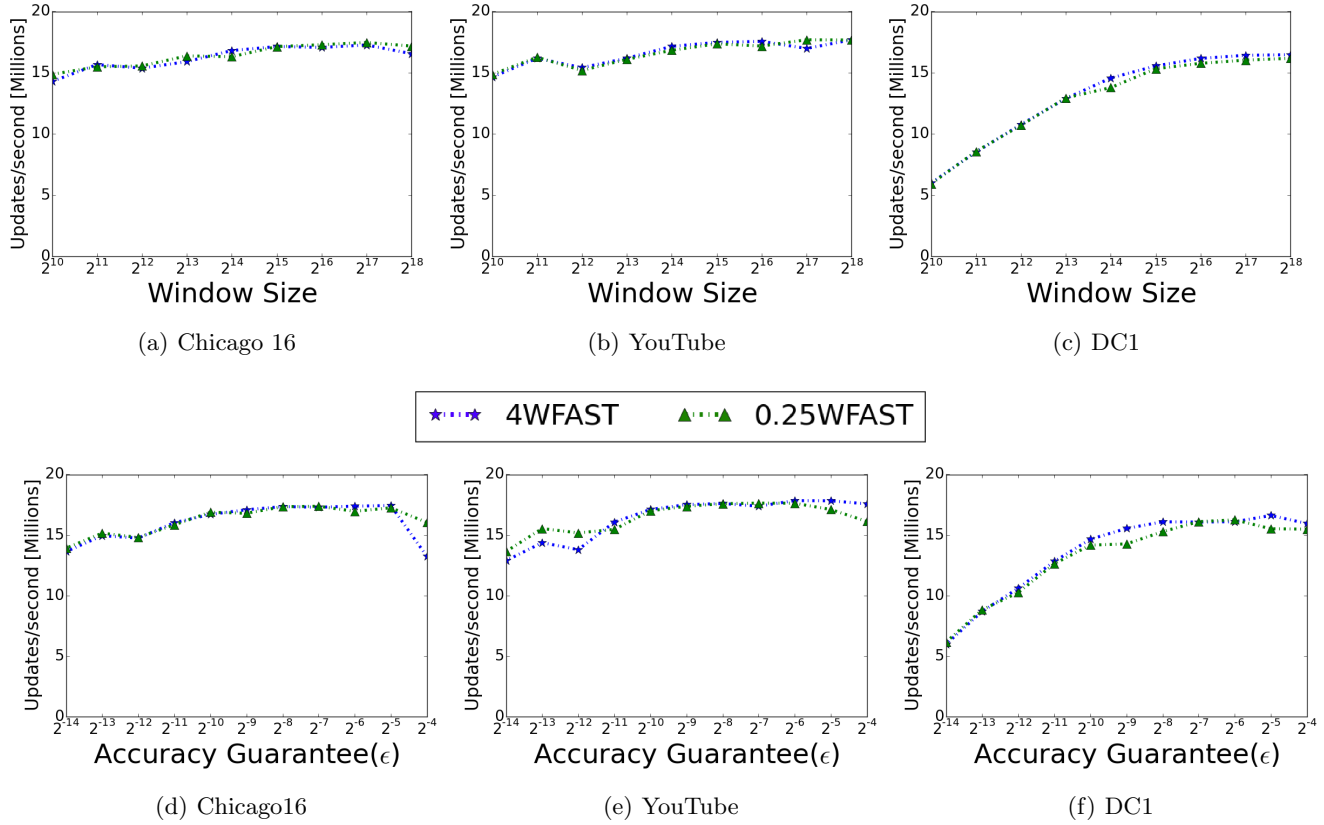 Updates/second [Millions]
20
15
10
5
0
2^10 2^11 2^12 2^13 2^14 2^15 2^16 2^17 2^18
Window Size
(a) Chicago 16
Updates/second [Millions]
20
15
10
5
0
2^10 2^11 2^12 2^13 2^14 2^15 2^16 2^17 2^18
Window Size
(b) YouTube
Updates/second [Millions]
20
15
10
5
0
2^10 2^11 2^12 2^13 2^14 2^15 2^16 2^17 2^18
Window Size
(c) DC1
4WFAST 0.25WFAST
Updates/second [Millions]
20
15
10
5
0
2^-14 2^-13 2^-12 2^-11 2^-10 2^-9 2^-8 2^-7 2^-6 2^-5 2^-4
Accuracy Guarantee(ϵ)
(d) Chicago16
Updates/second [Millions]
20
15
10
5
0
2^-14 2^-13 2^-12 2^-11 2^-10 2^-9 2^-8 2^-7 2^-6 2^-5 2^-4
Accuracy Guarantee(ϵ)
(e) YouTube
Updates/second [Millions]
20
15
10
5
0
2^-14 2^-13 2^-12 2^-11 2^-10 2^-9 2^-8 2^-7 2^-6 2^-5 2^-4
Accuracy Guarantee(ϵ)
(f) DC1